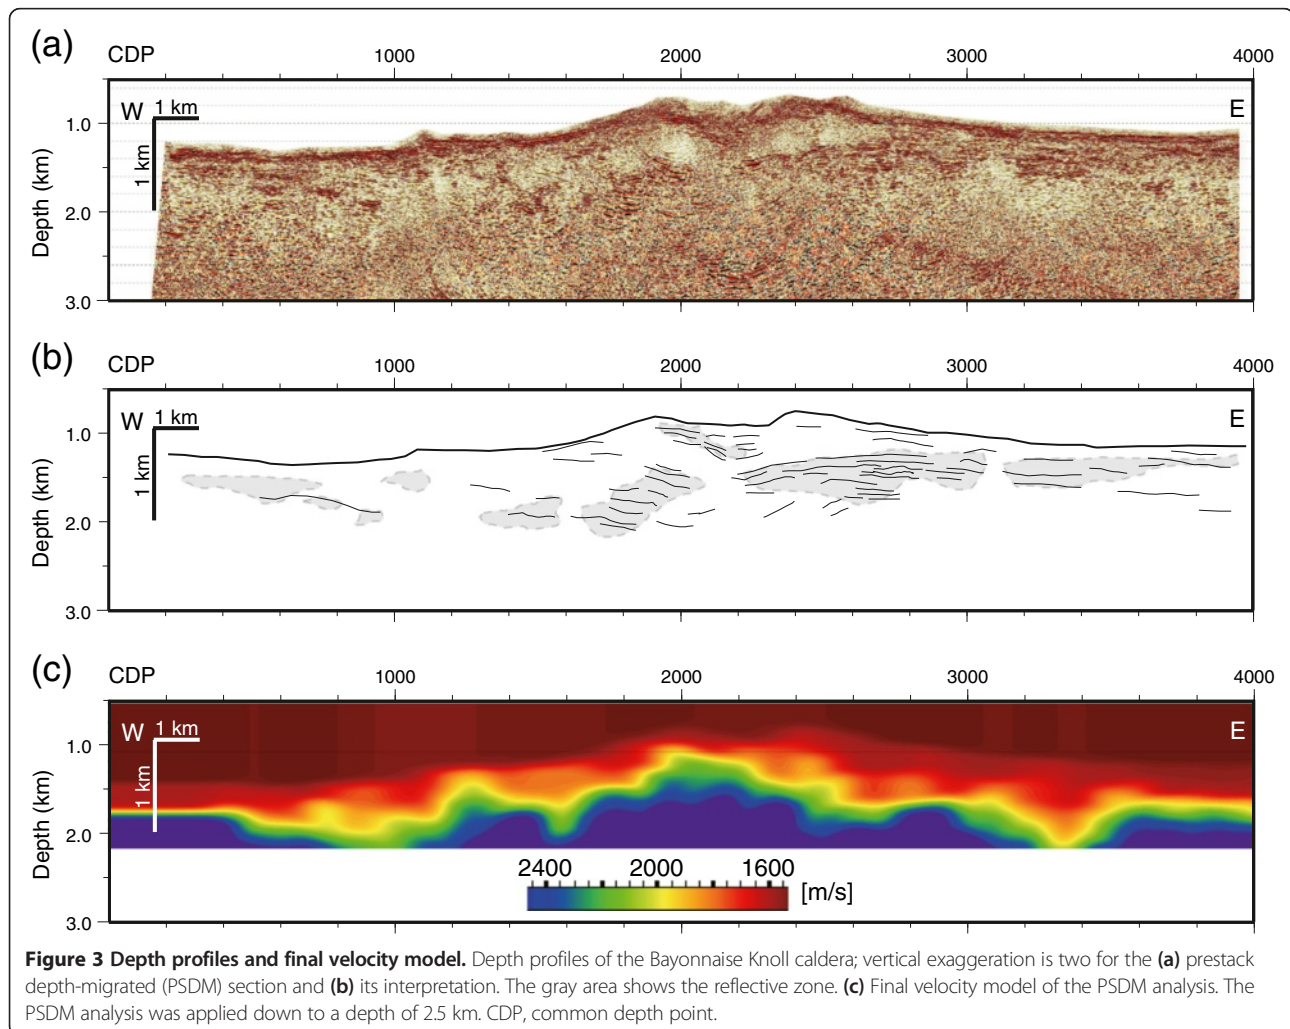 (a)
CDP 1000 2000 3000 4000
W 1 km E
1 km
1.0
2.0
3.0
Depth (km)
(b)
CDP 1000 2000 3000 4000
W 1 km E
1 km
1.0
2.0
3.0
Depth (km)
(c)
CDP 1000 2000 3000 4000
W 1 km E
1 km
1.0
2.0
3.0
Depth (km)
2400 2000 1600
[m/s]
Figure 3 Depth profiles and final velocity model. Depth profiles of the Bayonnaise Knoll caldera; vertical exaggeration is two for the (a) prestack
depth-migrated (PSDM) section and (b) its interpretation. The gray area shows the reflective zone. (c) Final velocity model of the PSDM analysis. The
PSDM analysis was applied down to a depth of 2.5 km. CDP, common depth point.